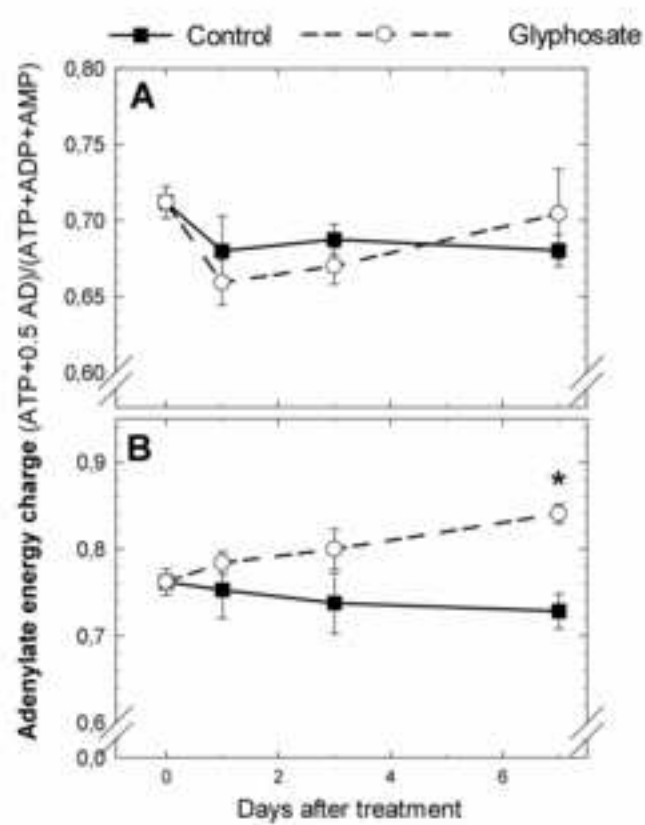 Control Glyphosate
A
0,80
0,75
0,70
0,65
0,60
B
0,9
0,8
0,7
0,6
0,0
*
Adenylate energy charge (ATP+0.5 AD)/(ATP+ADP+AMP)
0 2 4 6
Days after treatment